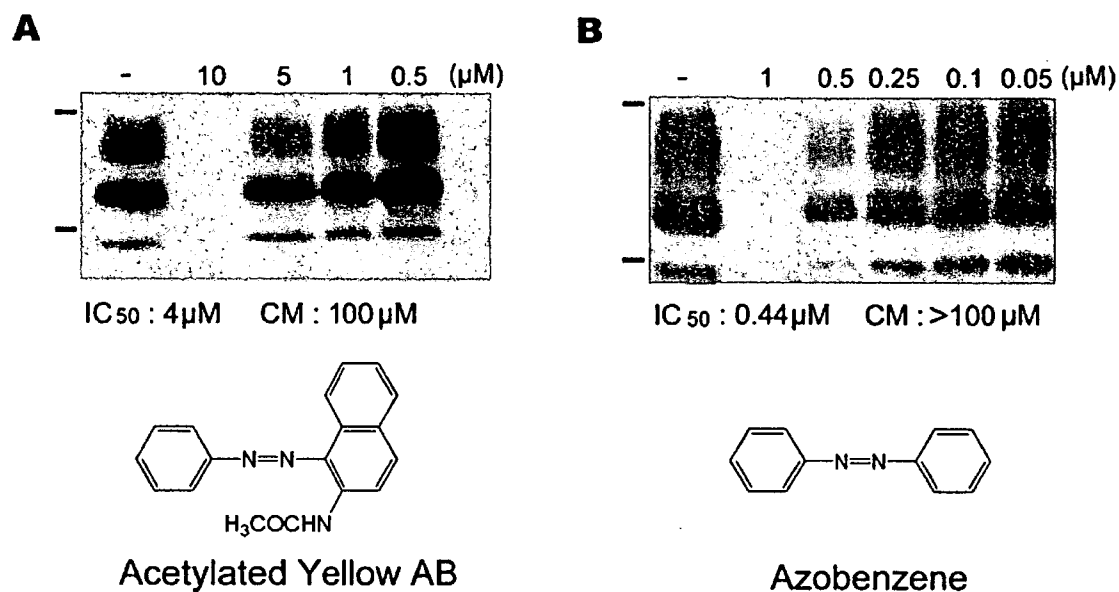 A
- 10 5 1 0.5 (μM)
IC50 : 4μM CM : 100μM
N=N
H3COCHN
Acetylated Yellow AB
B
- 1 0.5 0.25 0.1 0.05 (μM)
IC50 : 0.44μM CM : >100μM
N=N
Azobenzene